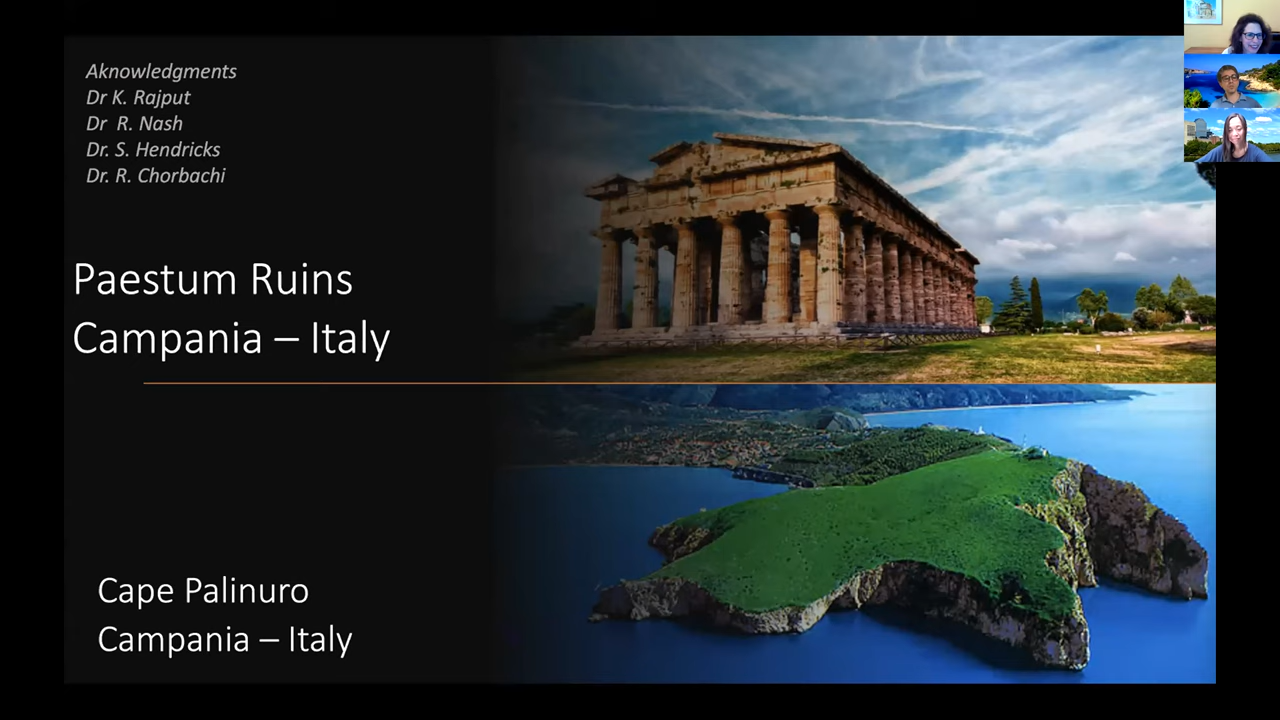 Aknowledgments
Dr K. Rajput
Dr R. Nash
Dr. S. Hendricks
Dr. R. Chorbachi
Paestum Ruins
Campania – Italy
Cape Palinuro
Campania – Italy